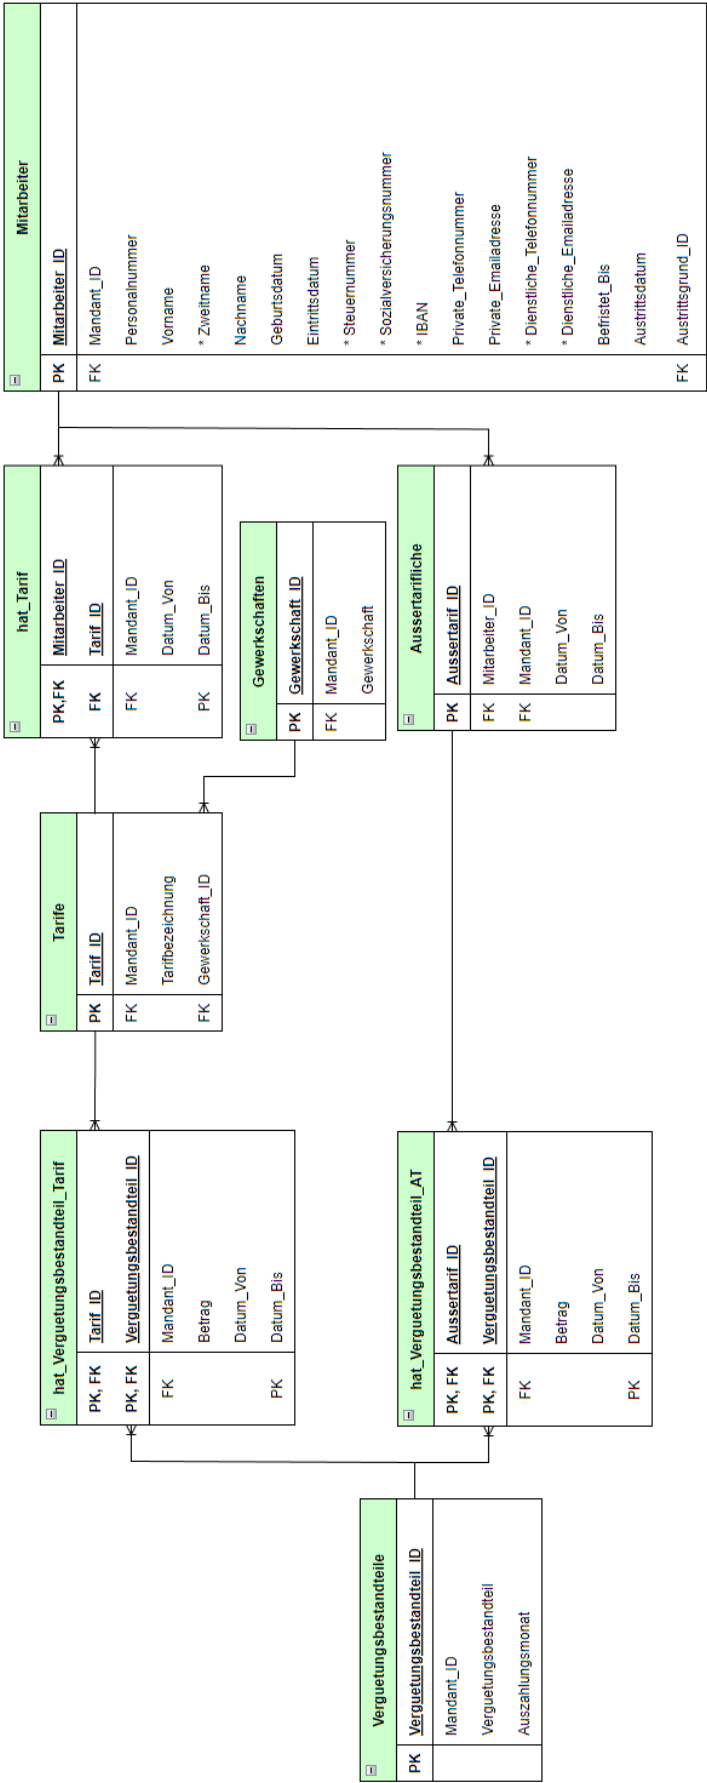 Mitarbeiter
PK Mitarbeiter_ID
FK Mandant_ID
Personalnummer
Vorname
* Zweitname
Nachname
Geburtsdatum
Eintrittsdatum
* Steuernummer
* Sozialversicherungsnummer
* IBAN
Private_Telefonnummer
Private_Emailadresse
* Dienstliche_Telefonnummer
* Dienstliche_Emailadresse
Befristet_Bis
Austrittsdatum
FK Austrittsgrund_ID
hat_Tarif
PK,FK Mitarbeiter_ID
FK Tarif_ID
FK Mandant_ID
Datum_Von
PK Datum_Bis
Gewerkschaften
PK Gewerkschaft_ID
FK Mandant_ID
Gewerkschaft
Aussertarifliche
PK Aussertarif_ID
FK Mitarbeiter_ID
FK Mandant_ID
Datum_Von
Datum_Bis
Tarife
PK Tarif_ID
FK Mandant_ID
Tarifbezeichnung
FK Gewerkschaft_ID
hat_Verguetungsbestandteil_Tarif
PK, FK Tarif_ID
PK, FK Verguetungsbestandteil_ID
FK Mandant_ID
Betrag
Datum_Von
PK Datum_Bis
hat_Verguetungsbestandteil_AT
PK, FK Aussertarif_ID
PK, FK Verguetungsbestandteil_ID
FK Mandant_ID
Betrag
Datum_Von
PK Datum_Bis
Verguetungsbestandteile
PK Verguetungsbestandteil_ID
Mandant_ID
Verguetungsbestandteil
Auszahlungsmonat